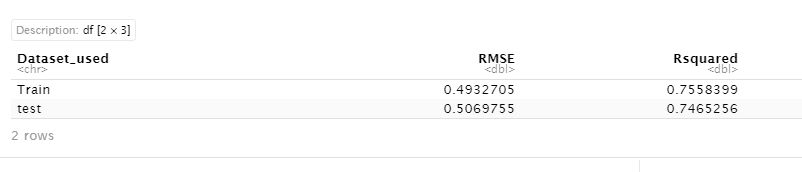 Description: df [2 × 3]
Dataset_used RMSE Rsquared
<chr> <dbl> <dbl>
Train 0.4932705 0.7558399
test 0.5069755 0.7465256
2 rows